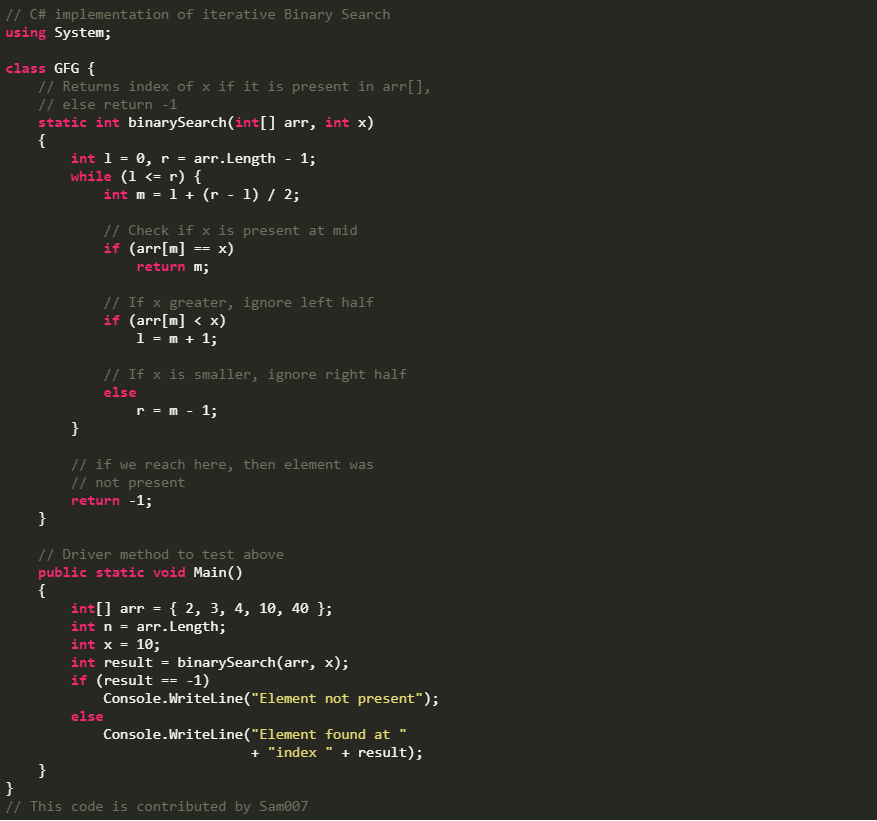 // C# implementation of iterative Binary Search
using System;

class GFG {
    // Returns index of x if it is present in arr[],
    // else return -1
    static int binarySearch(int[] arr, int x)
    {
        int l = 0, r = arr.Length - 1;
        while (l <= r) {
            int m = l + (r - l) / 2;

            // Check if x is present at mid
            if (arr[m] == x)
                return m;

            // If x greater, ignore left half
            if (arr[m] < x)
                l = m + 1;

            // If x is smaller, ignore right half
            else
                r = m - 1;
        }

        // if we reach here, then element was
        // not present
        return -1;
    }

    // Driver method to test above
    public static void Main()
    {
        int[] arr = { 2, 3, 4, 10, 40 };
        int n = arr.Length;
        int x = 10;
        int result = binarySearch(arr, x);
        if (result == -1)
            Console.WriteLine("Element not present");
        else
            Console.WriteLine("Element found at "
                              + "index " + result);
    }
}
// This code is contributed by Sam007